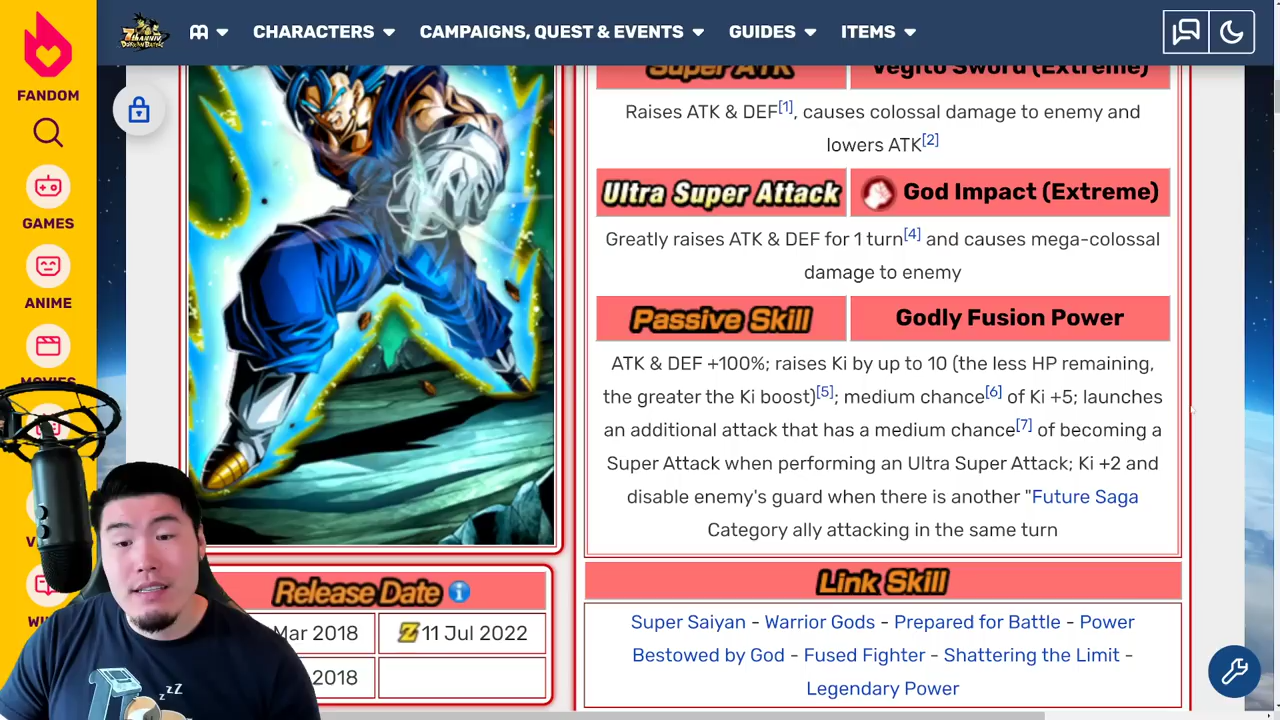 CHARACTERS
CAMPAIGNS, QUEST & EVENTS
GUIDES
ITEMS
FANDOM
GAMES
ANIME
MOVIES
Super ATK
Vegito Sword (Extreme)
Raises ATK & DEF[1], causes colossal damage to enemy and
lowers ATK[2]
Ultra Super Attack
God Impact (Extreme)
Greatly raises ATK & DEF for 1 turn[4] and causes mega-colossal
damage to enemy
Passive Skill
Godly Fusion Power
ATK & DEF +100%; raises Ki by up to 10 (the less HP remaining,
the greater the Ki boost)[5]; medium chance[6] of Ki +5; launches
an additional attack that has a medium chance[7] of becoming a
Super Attack when performing an Ultra Super Attack; Ki +2 and
disable enemy's guard when there is another "Future Saga
Category ally attacking in the same turn
Link Skill
Super Saiyan - Warrior Gods - Prepared for Battle - Power
Bestowed by God - Fused Fighter - Shattering the Limit -
Legendary Power
Release Date
Mar 2018
Z 11 Jul 2022
2018
zZZ